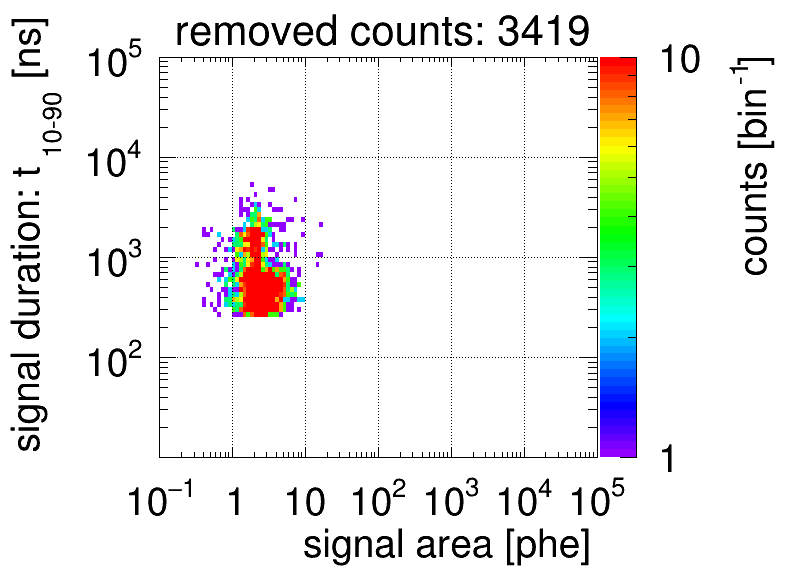 removed counts: 3419
signal duration: t 10-90 [ns]
10^5
10^4
10^3
10^2
10^−1 1 10 10^2 10^3 10^4 10^5
signal area [phe]
10
1
counts [bin^-1]